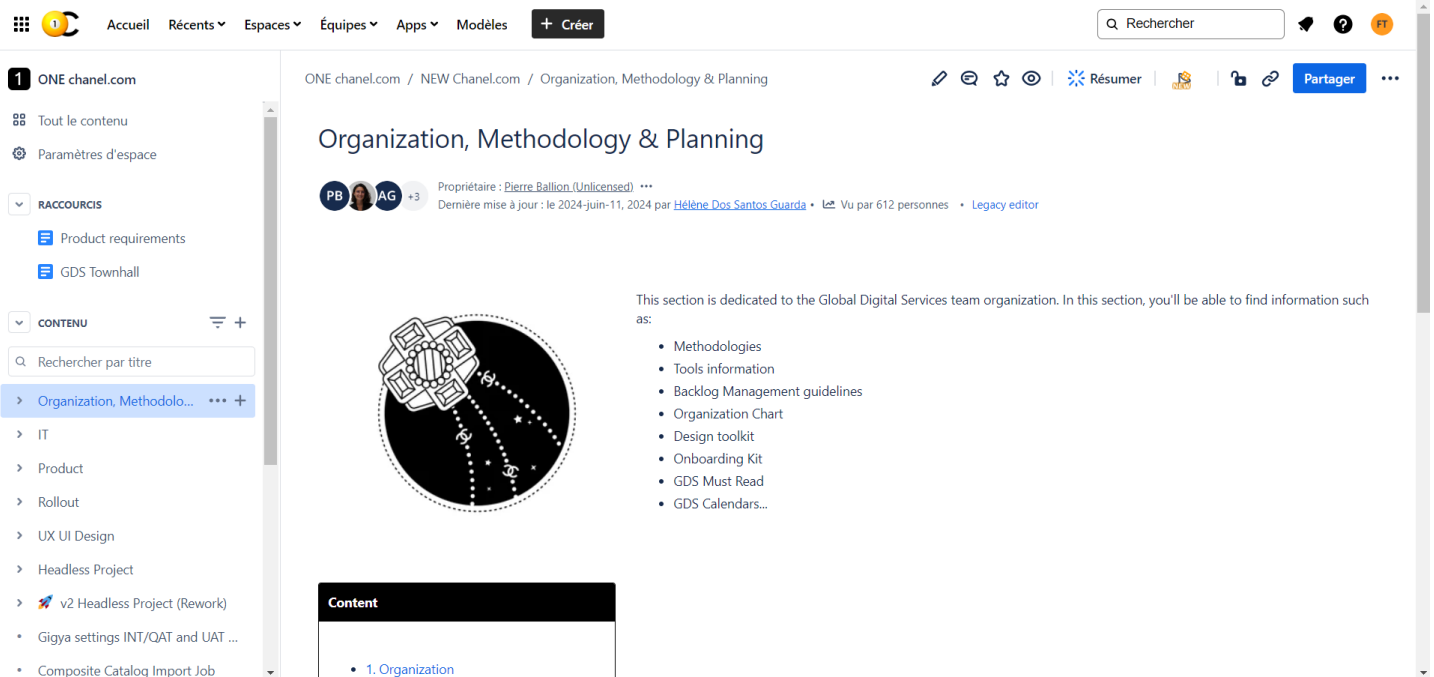 1
Accueil
Récents
Espaces
Équipes
Apps
Modèles
+ Créer
Rechercher
FT
1 ONE chanel.com
Tout le contenu
Paramètres d'espace
RACCOURCIS
Product requirements
GDS Townhall
CONTENU
Rechercher par titre
Organization, Methodolo...
IT
Product
Rollout
UX UI Design
Headless Project
🚀 v2 Headless Project (Rework)
Gigya settings INT/QAT and UAT ...
Composite Catalog Import Job
ONE chanel.com / NEW Chanel.com / Organization, Methodology & Planning
Résumer
NEW
Partager
Organization, Methodology & Planning
PB
AG
+3
Propriétaire : Pierre Ballion (Unlicensed)
Dernière mise à jour : le 2024-juin-11, 2024 par Hélène Dos Santos Guarda • Vu par 612 personnes • Legacy editor
This section is dedicated to the Global Digital Services team organization. In this section, you'll be able to find information such
as:
• Methodologies
• Tools information
• Backlog Management guidelines
• Organization Chart
• Design toolkit
• Onboarding Kit
• GDS Must Read
• GDS Calendars...
Content
• 1. Organization